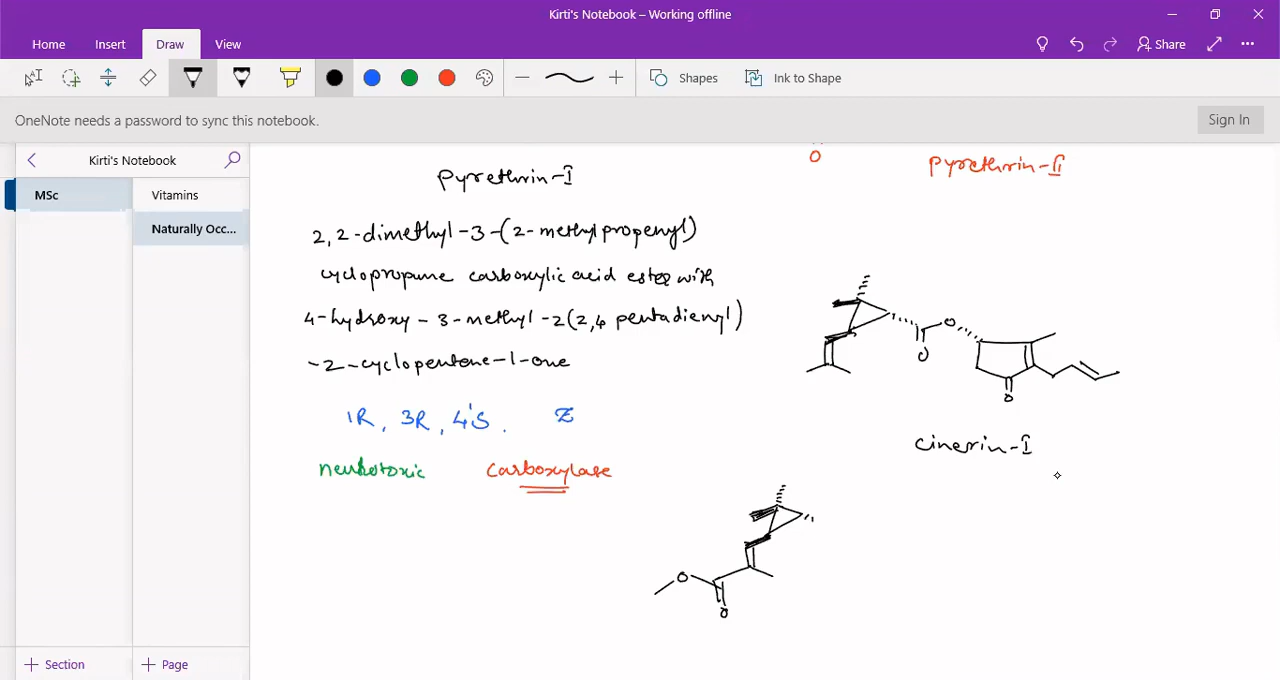 Kirti's Notebook – Working offline
Home Insert Draw View
Share
Shapes Ink to Shape
OneNote needs a password to sync this notebook.
Sign In
Kirti's Notebook
MSc
Vitamins
Naturally Occ...
O
Pyrethrin-I
Pyrethrin-II
2,2-dimethyl-3-(2-methylpropenyl)
cyclopropane carboxylic acid ester with
4-hydroxy-3-methyl-2(2,4 pentadienyl)
-2-cyclopentene-1-one
1R, 3R, 4'S, Z
neurotoxic carboxylase
O
O
O
Cinerin-I
O
O
+ Section + Page